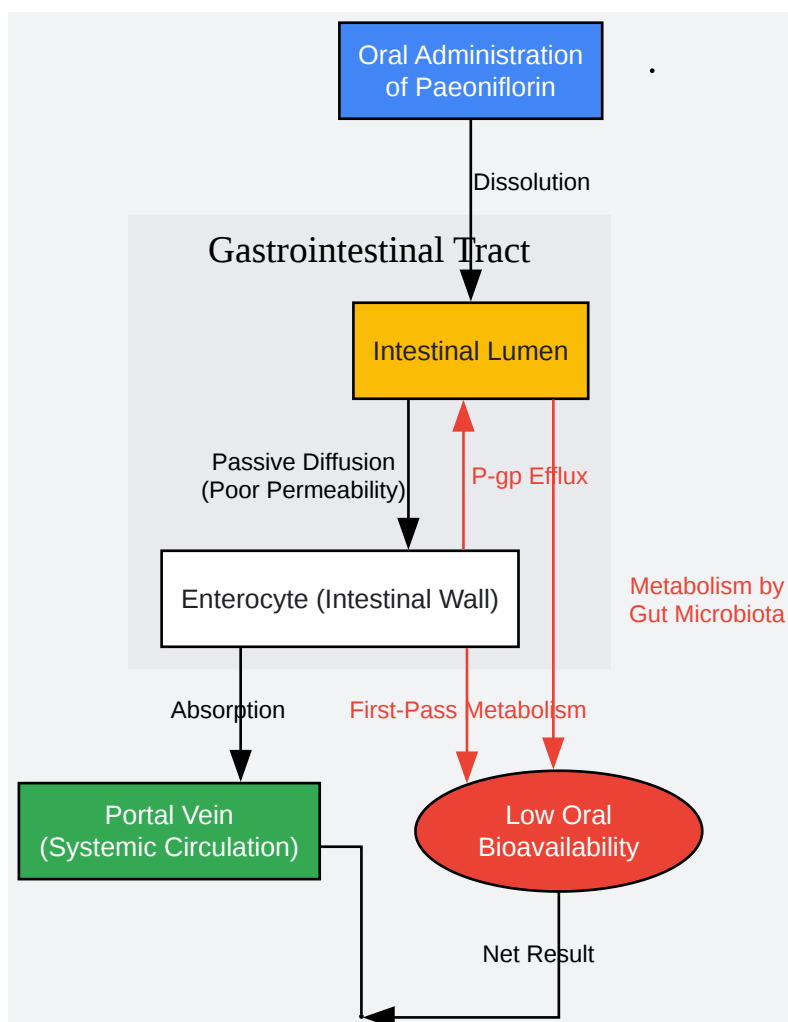 Oral Administration
of Paeoniflorin
.
Dissolution
Gastrointestinal Tract
Intestinal Lumen
Passive Diffusion
(Poor Permeability)
P-gp Efflux
Enterocyte (Intestinal Wall)
Metabolism by
Gut Microbiota
Absorption
First-Pass Metabolism
Portal Vein
(Systemic Circulation)
Low Oral
Bioavailability
Net Result